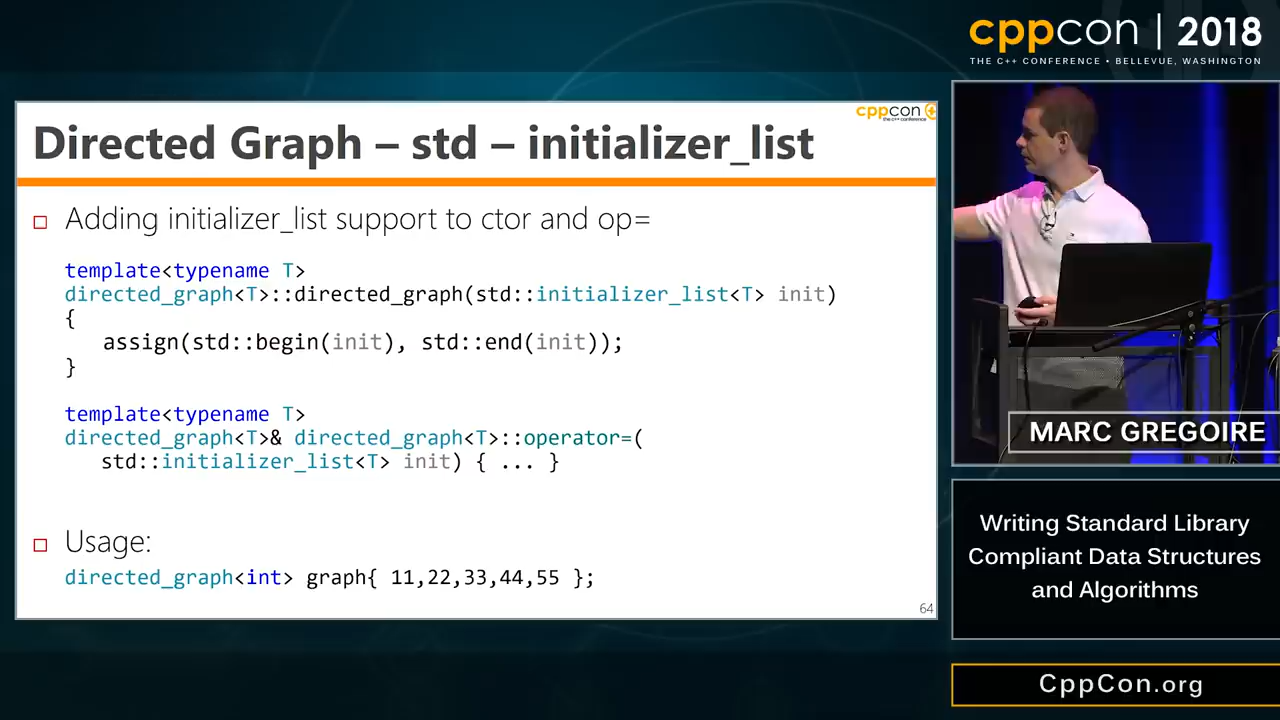 cppcon | 2018
THE C++ CONFERENCE • BELLEVUE, WASHINGTON
cppcon
the c++ conference
Directed Graph – std – initializer_list
Adding initializer_list support to ctor and op=
template<typename T>
directed_graph<T>::directed_graph(std::initializer_list<T> init)
{
assign(std::begin(init), std::end(init));
}
template<typename T>
directed_graph<T>& directed_graph<T>::operator=(
std::initializer_list<T> init) { ... }
Usage:
directed_graph<int> graph{ 11,22,33,44,55 };
64
MARC GREGOIRE
Writing Standard Library
Compliant Data Structures
and Algorithms
CppCon.org